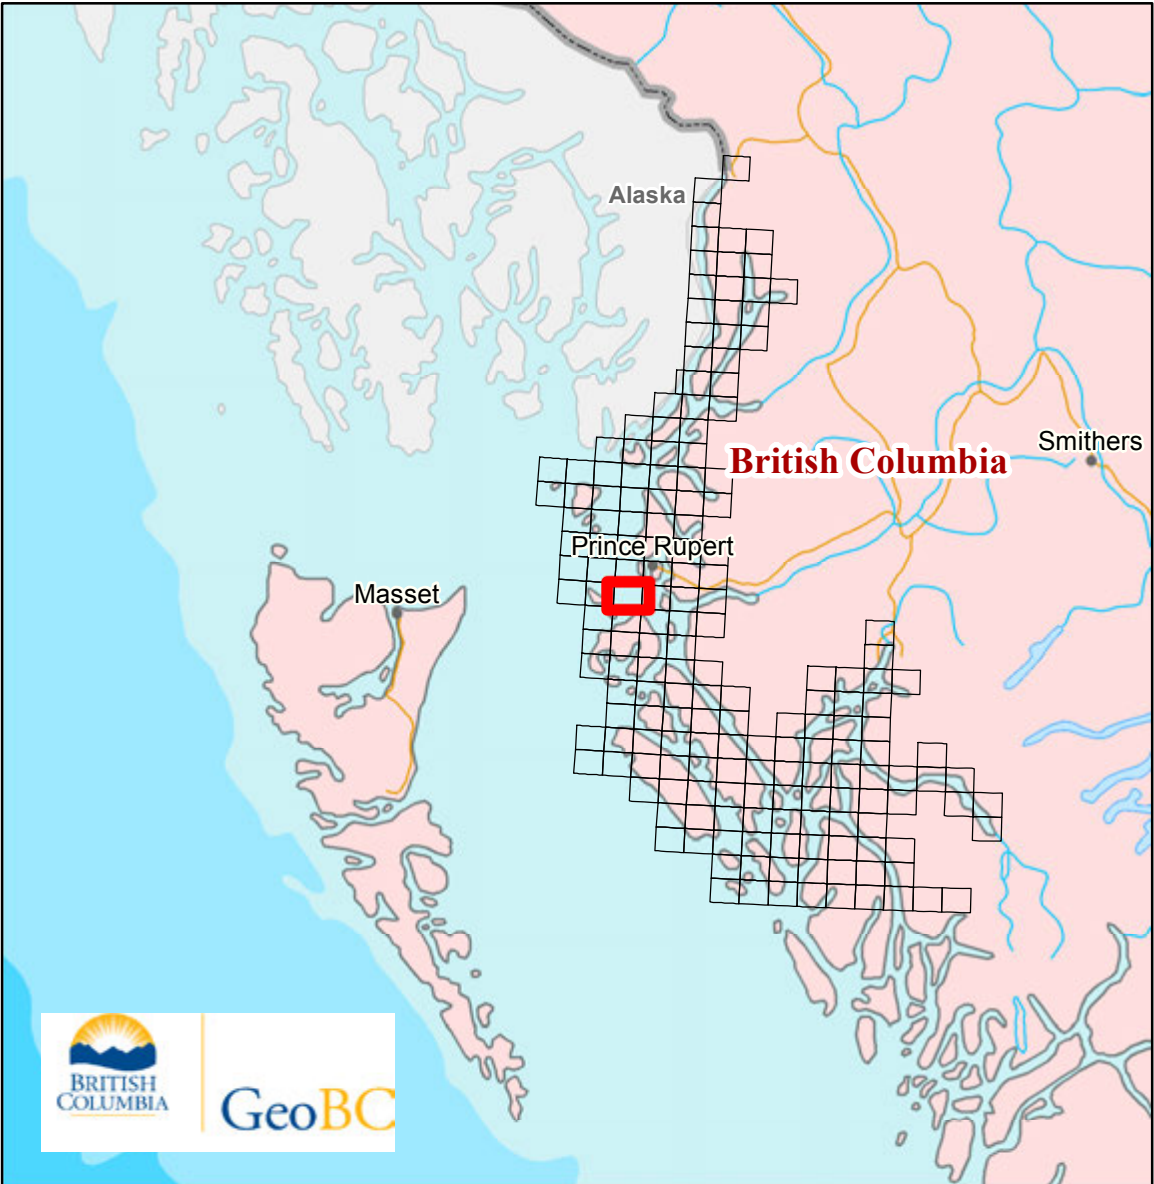 Alaska
British Columbia
Smithers
Prince Rupert
Masset
BRITISH
COLUMBIA
GeoBC